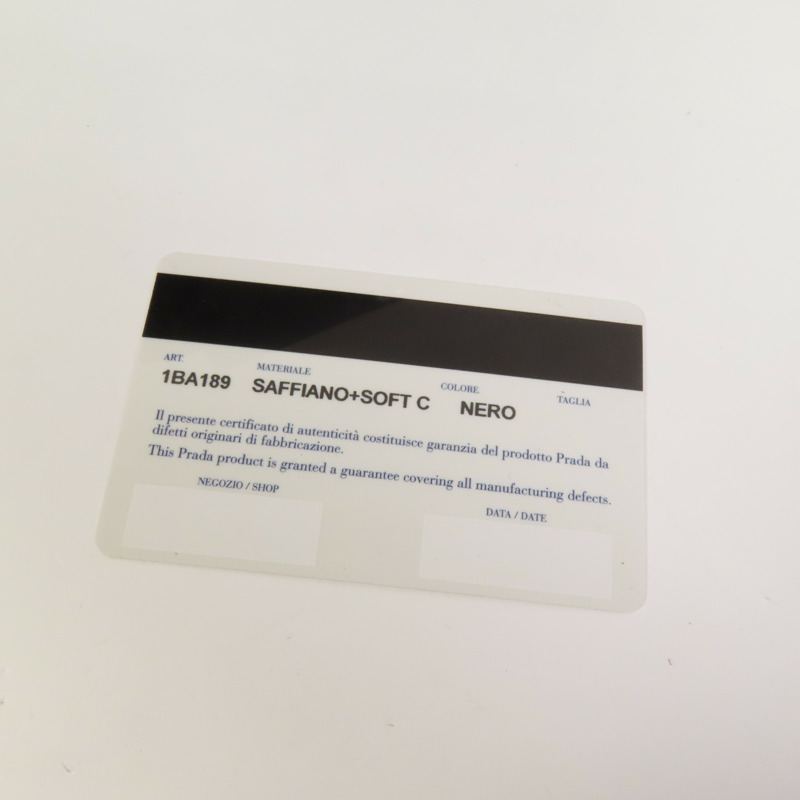 ART. MATERIALE COLORE TAGLIA
1BA189 SAFFIANO+SOFT C NERO
Il presente certificato di autenticità costituisce garanzia del prodotto Prada da
difetti originari di fabbricazione.
This Prada product is granted a guarantee covering all manufacturing defects.
NEGOZIO / SHOP DATA / DATE